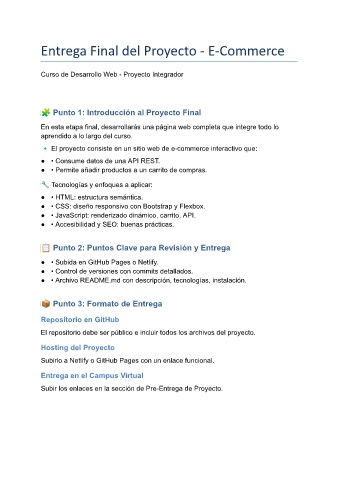 Entrega Final del Proyecto - E-Commerce
Curso de Desarrollo Web - Proyecto Integrador
🧩 Punto 1: Introducción al Proyecto Final
En esta etapa final, desarrollarás una página web completa que integre todo lo
aprendido a lo largo del curso.
🔹 El proyecto consiste en un sitio web de e-commerce interactivo que:
● • Consume datos de una API REST.
● • Permite añadir productos a un carrito de compras.
🔧 Tecnologías y enfoques a aplicar:
● • HTML: estructura semántica.
● • CSS: diseño responsivo con Bootstrap y Flexbox.
● • JavaScript: renderizado dinámico, carrito, API.
● • Accesibilidad y SEO: buenas prácticas.
📋 Punto 2: Puntos Clave para Revisión y Entrega
● • Subida en GitHub Pages o Netlify.
● • Control de versiones con commits detallados.
● • Archivo README.md con descripción, tecnologías, instalación.
📦 Punto 3: Formato de Entrega
Repositorio en GitHub
El repositorio debe ser público e incluir todos los archivos del proyecto.
Hosting del Proyecto
Subirlo a Netlify o GitHub Pages con un enlace funcional.
Entrega en el Campus Virtual
Subir los enlaces en la sección de Pre-Entrega de Proyecto.